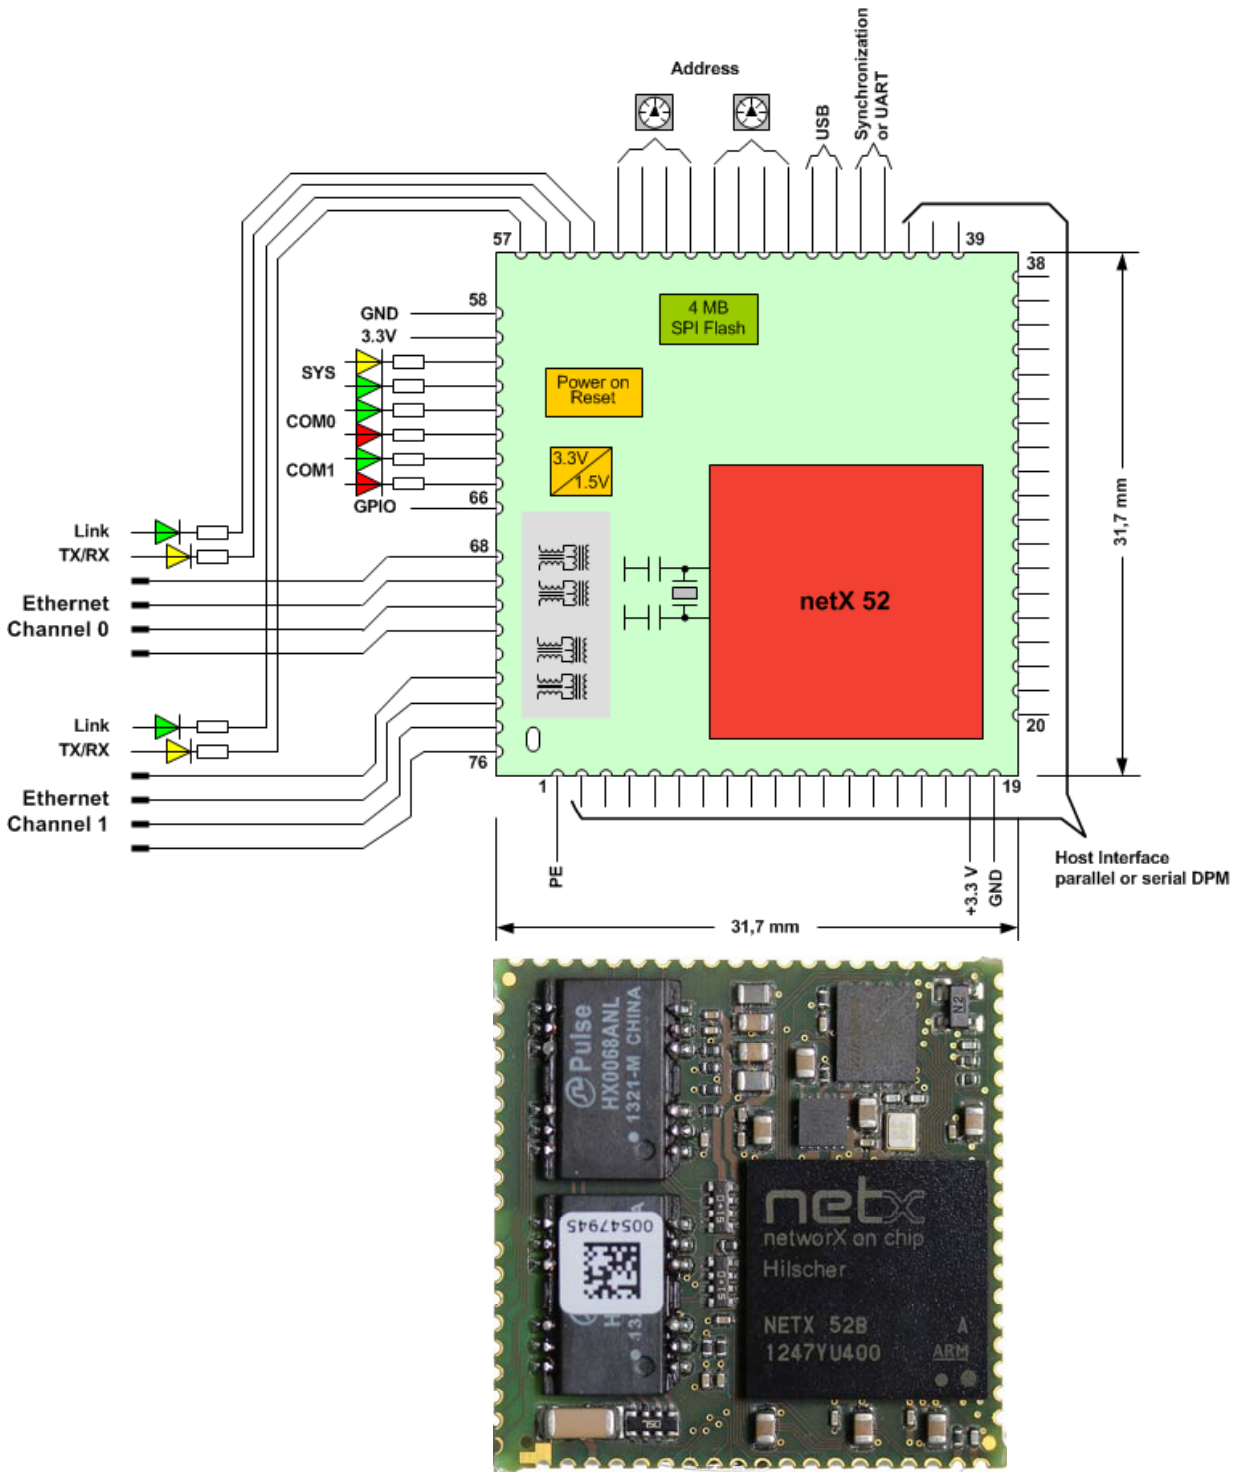 Address
USB
Synchronization
or UART
57
39
38
58
GND
3.3V
SYS
COM0
COM1
GPIO
66
4 MB
SPI Flash
Power on
Reset
3.3V
1.5V
31,7 mm
Link
TX/RX
68
Ethernet
Channel 0
netX 52
Link
TX/RX
76
20
Ethernet
Channel 1
1
19
PE
+3.3 V
GND
Host Interface
parallel or serial DPM
31,7 mm
Pulse
HX0068ANL
1321-M CHINA
N2
00547945
netx
networX on chip
Hilscher
NETX 52B A
1247YU400 ARM